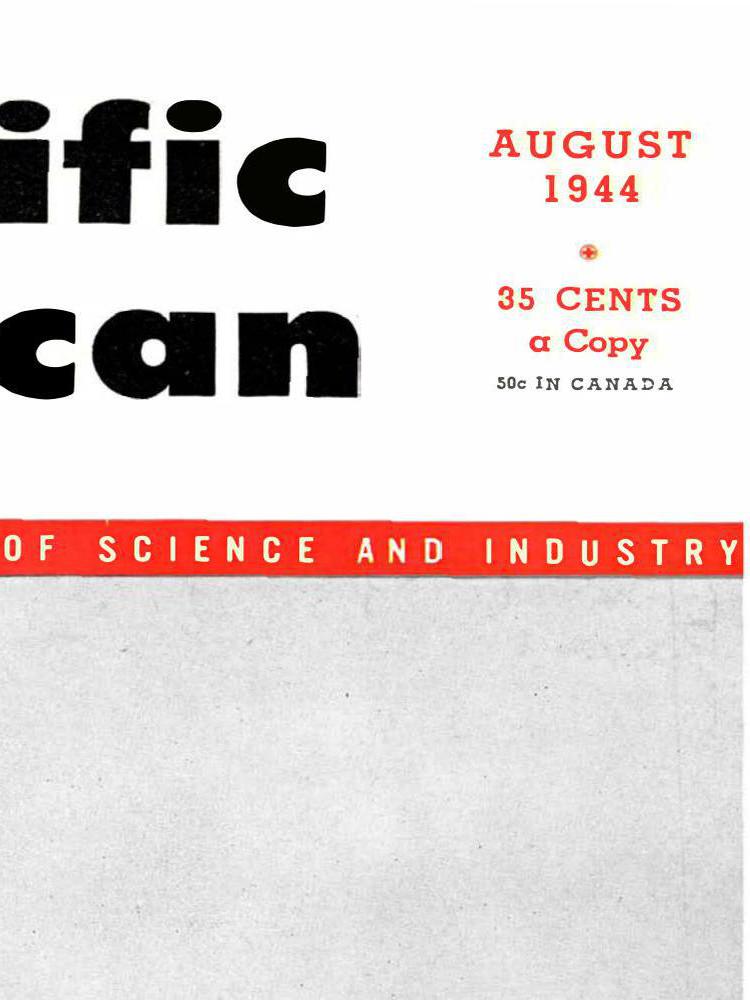 ific
can
AUGUST
1944
35 CENTS
a Copy
50c IN CANADA
OF SCIENCE AND INDUSTRY